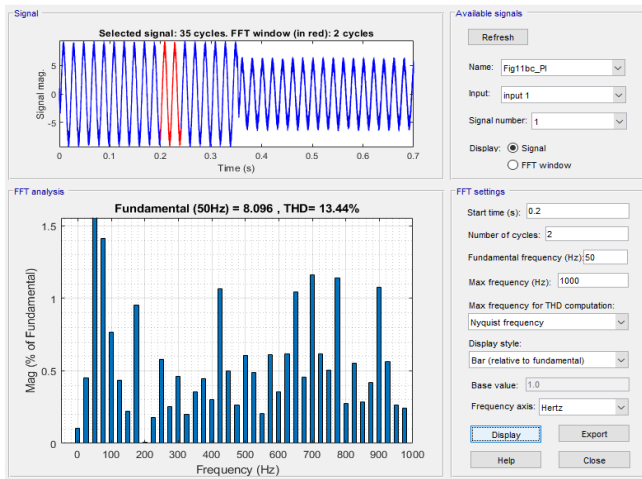 Signal
Selected signal: 35 cycles. FFT window (in red): 2 cycles
5
0
-5
Signal mag.
0 0.1 0.2 0.3 0.4 0.5 0.6 0.7
Time (s)
FFT analysis
Fundamental (50Hz) = 8.096 , THD= 13.44%
1.5
1
0.5
0
Mag (% of Fundamental)
0 100 200 300 400 500 600 700 800 900 1000
Frequency (Hz)
Available signals
Refresh
Name: Fig11bc_PI
Input: input 1
Signal number: 1
Display: Signal
FFT window
FFT settings
Start time (s): 0.2
Number of cycles: 2
Fundamental frequency (Hz): 50
Max frequency (Hz): 1000
Max frequency for THD computation:
Nyquist frequency
Display style:
Bar (relative to fundamental)
Base value: 1.0
Frequency axis: Hertz
Display Export
Help Close